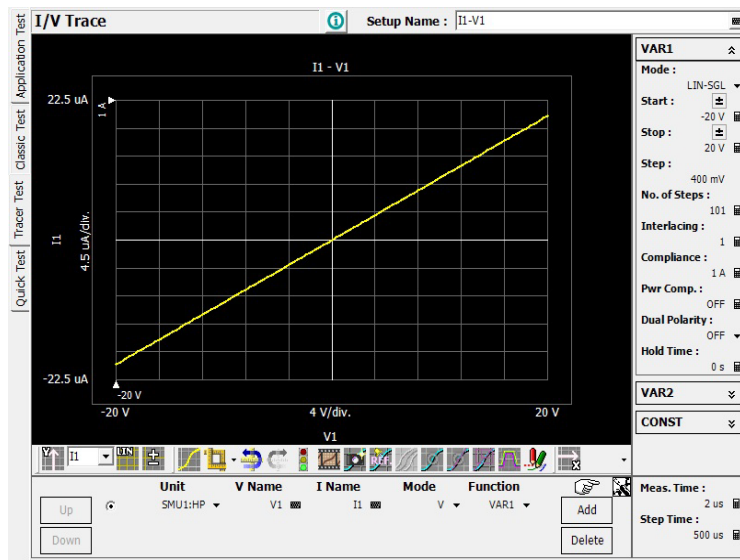 I/V Trace
Setup Name : I1-V1
Application Test
Classic Test
Tracer Test
Quick Test
I1 - V1
22.5 uA
1 A
I1
4.5 uA/div.
-22.5 uA
-20 V
-20 V
4 V/div.
20 V
V1
VAR1
Mode :
LIN-SGL
Start :
-20 V
Stop :
20 V
Step :
400 mV
No. of Steps :
101
Interlacing :
1
Compliance :
1 A
Pwr Comp. :
OFF
Dual Polarity :
OFF
Hold Time :
0 s
VAR2
CONST
Y
I1
LIN
REF
x
Unit V Name I Name Mode Function
Up
SMU1:HP V1 I1 V VAR1
Add
Down
Delete
Meas. Time :
2 us
Step Time :
500 us